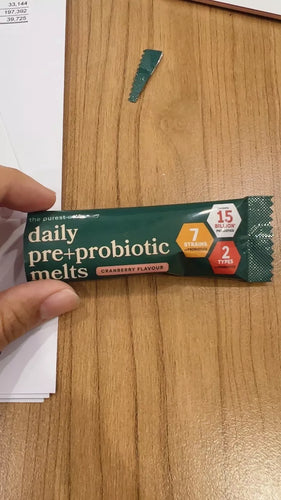 33,144
197,392
39,725
the purest
daily
pre+probiotic
melts
CRANBERRY FLAVOUR
7
STRAINS
15
BILLION
2
TYPES